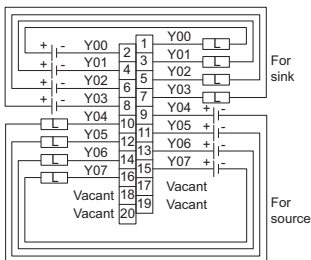 Y00
1
L
+ - Y00
2
Y01
3
L
For
sink
+ - Y01
4
Y02
5
L
+ - Y02
6
Y03
7
L
+ - Y03
8
Y04
9
+ -
L
Y04
10
Y05
11
+ -
L
Y05
12
Y06
13
+ -
L
Y06
14
Y07
15
+ -
L
Y07
16
17
Vacant
Vacant
18
19
Vacant
Vacant
20
For
source